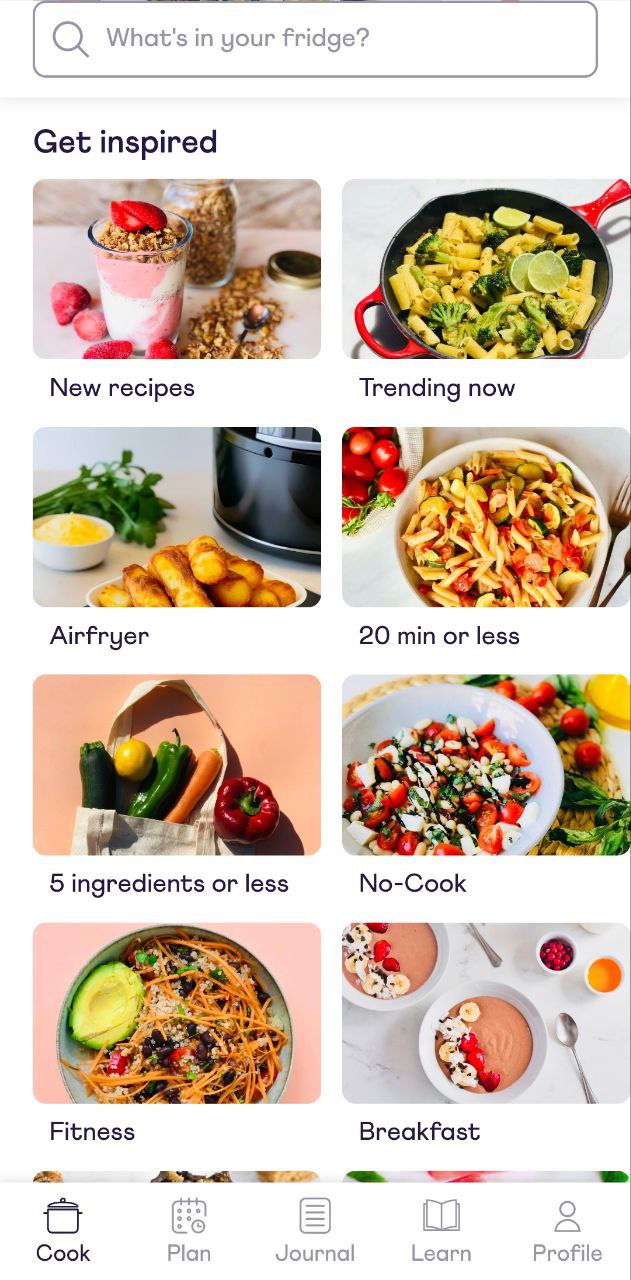 What's in your fridge?
Get inspired
New recipes
Trending now
Airfryer
20 min or less
5 ingredients or less
No-Cook
Fitness
Breakfast
Cook
Plan
Journal
Learn
Profile